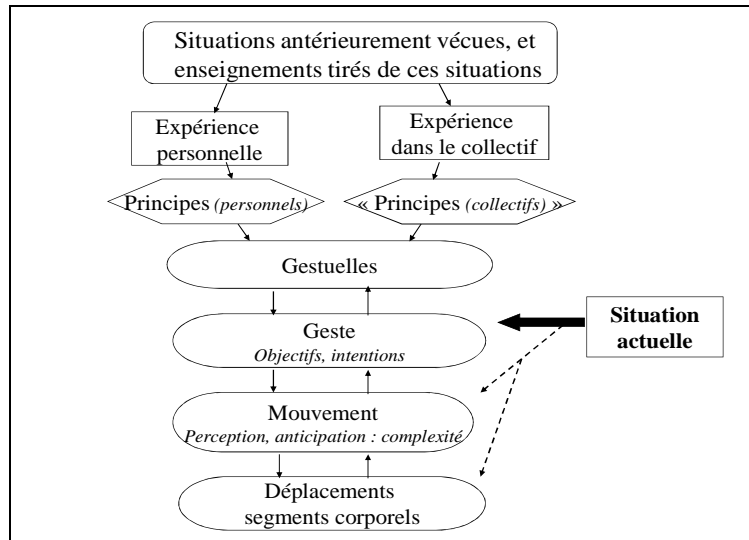 Situations antérieurement vécues, et
enseignements tirés de ces situations
Expérience
personnelle
Expérience
dans le collectif
Principes (personnels)
« Principes (collectifs) »
Gestuelles
Geste
Objectifs, intentions
Situation
actuelle
Mouvement
Perception, anticipation : complexité
Déplacements
segments corporels